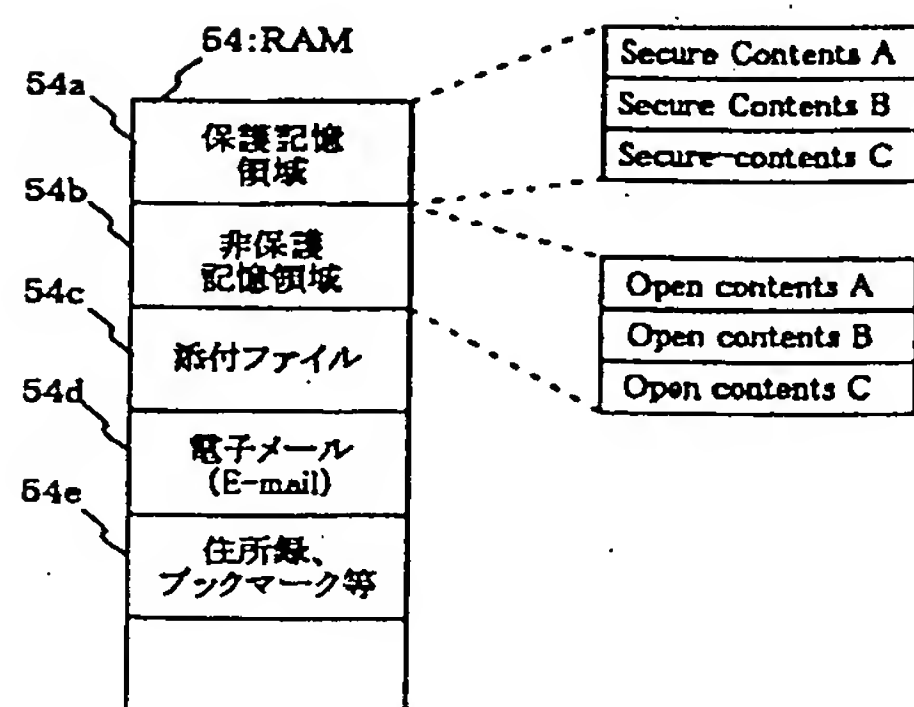 54:RAM
54a
保護記憶
領域
54b
非保護
記憶領域
54c
添付ファイル
54d
電子メール
(E-mail)
54e
住所録、
ブックマーク等
Secure Contents A
Secure Contents B
Secure contents C
Open contents A
Open contents B
Open contents C